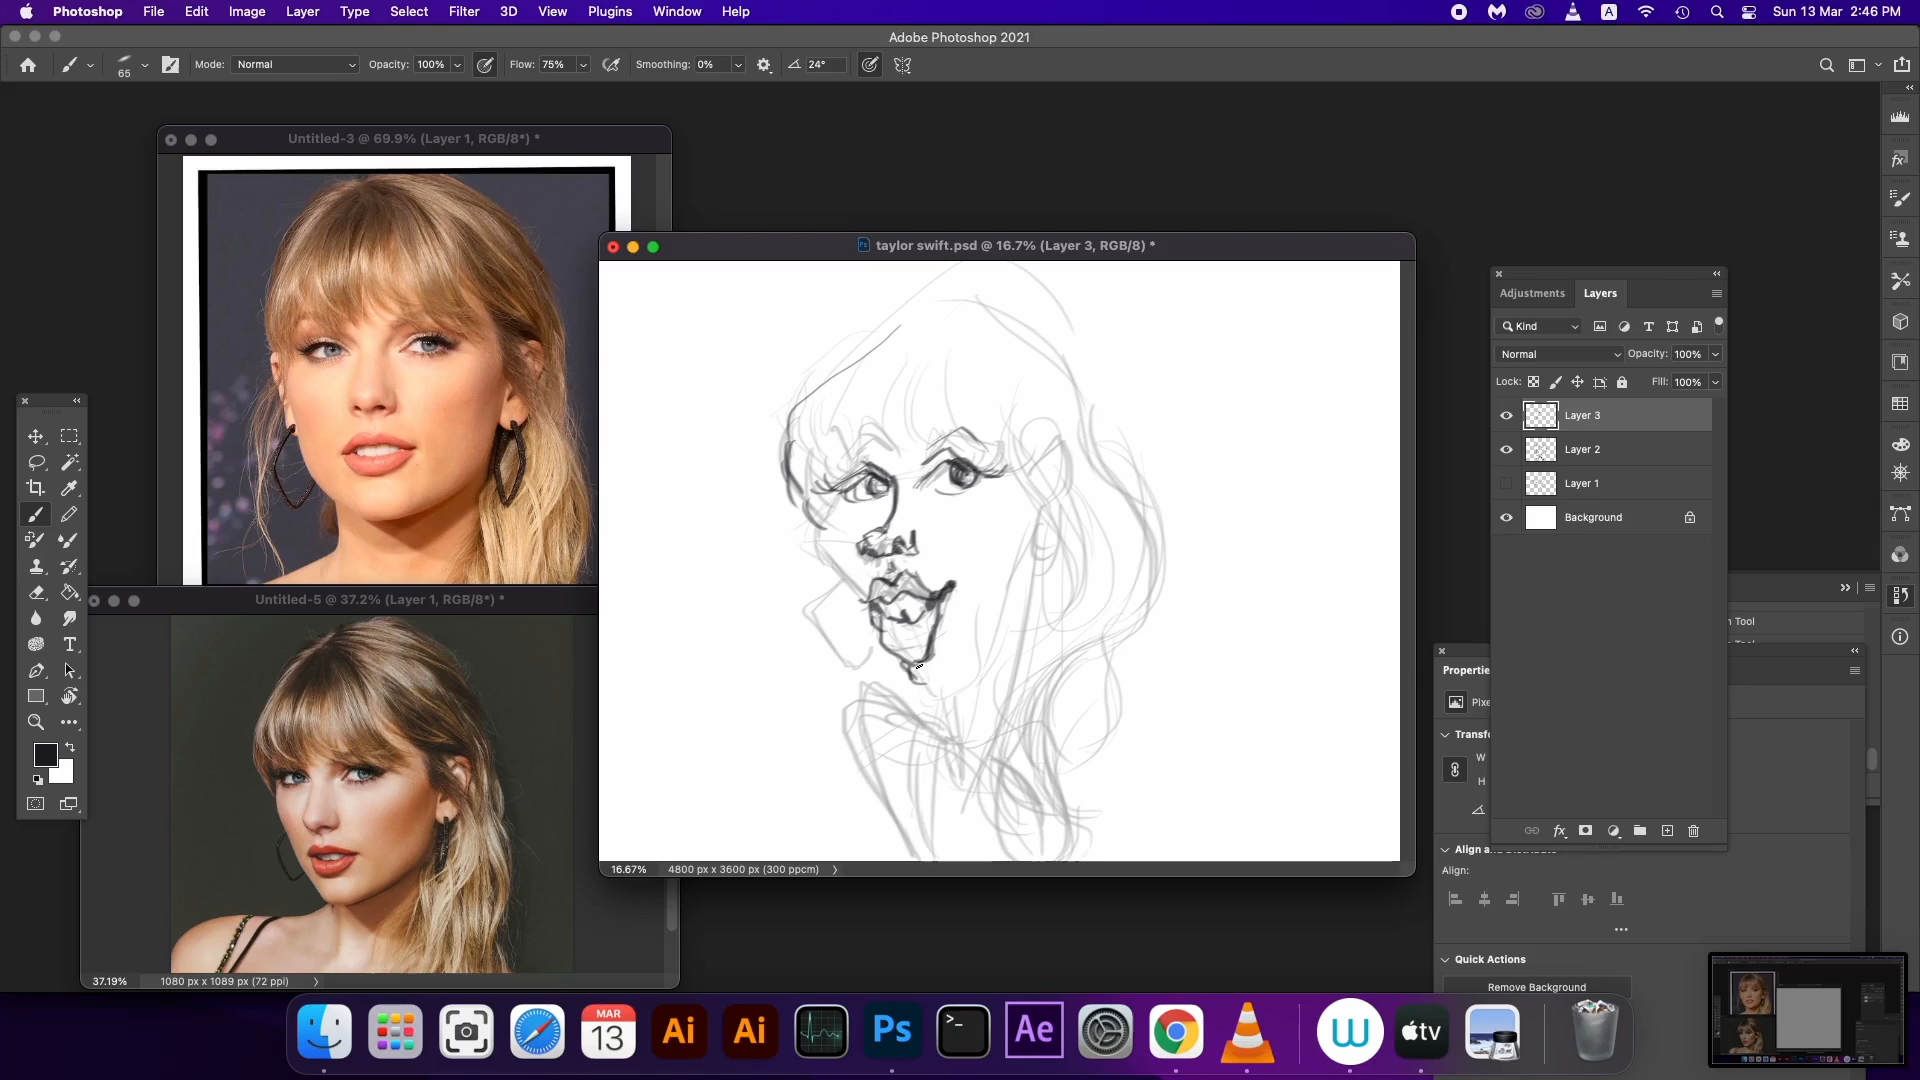 Photoshop File Edit Image Layer Type Select Filter 3D View Plugins Window Help
A
Sun 13 Mar 2:46 PM
Adobe Photoshop 2021
65
Mode: Normal Opacity: 100% Flow: 75% Smoothing: 0% 24°
Untitled-3 @ 69.9% (Layer 1, RGB/8*) *
taylor swift.psd @ 16.7% (Layer 3, RGB/8) *
Adjustments Layers
Kind
Normal Opacity: 100%
Lock: Fill: 100%
Layer 3
Layer 2
Layer 1
Background
fx
16.67% 4800 px x 3600 px (300 ppcm)
Untitled-5 @ 37.2% (Layer 1, RGB/8*) *
37.19% 1080 px x 1089 px (72 ppi)
n Tool
Properties
Pixe
Transf
W
H
Align and Distribute
Align:
Quick Actions
Remove Background
MAR
13
Ai
Ai
Ps
Ae
W
tv